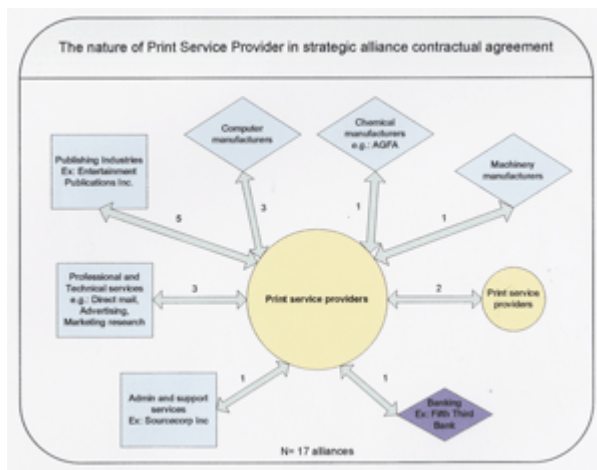 The nature of Print Service Provider in strategic alliance contractual agreement
Computer
manufacturers
Chemical
manufacturers
e.g.: AGFA
Publishing Industries
Ex: Entertainment
Publications Inc.
Machinery
manufacturers
5
3
1
1
Professional and
Technical services
e.g.: Direct mail,
Advertising,
Marketing research
3
Print service providers
2
Print service
providers
1
1
Admin and support
services
Ex: Sourcecorp Inc
Banking
Ex: Fifth Third
Bank
N= 17 alliances